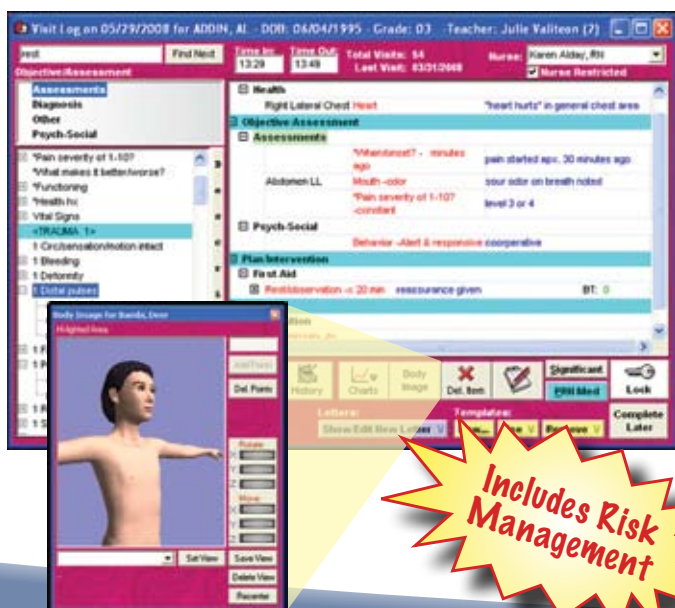 Visit Log on 05/29/2008 for ADDIN, AL - DOB: 06/04/1995 Grade: 03 Teacher: Julie Valiteon (7)
rest
Find Next
Time In:
Time Out:
13:29
13:49
Total Visits: 54
Last Visit: 03/31/2008
Nurse:
Karen Alday, RN
Nurse Restricted
Objective/Assessment
Assessments
Diagnosis
Other
Psych-Social
*Pain severity of 1-10?
*What makes it better/worse?
*Functioning
*Health hx
Vital Signs
<TRAUMA 1>
1 Circ/sensation/motion intact
1 Bleeding
1 Deformity
1 Distal pulses
Health
Right Lateral Chest Heart "heart hurts" in general chest area
Objective Assessment
Assessments
minutes ago pain started apx. 30 minutes ago
Abdomen LL Mouth -odor sour odor on breath noted
*Pain severity of 1-10? -constant level 3 or 4
Psych-Social
Behavior -Alert & responsive cooperative
Plan/Intervention
First Aid
Rest/observation -< 20 min reassurance given BT: 0
History
Charts
Body Image
Del. Item
Significant
PRN Med
Lock
Letters:
Show/Edit New Letter
Templates:
Remove
Complete Later
Body Image for Banda, Dear
Hi-lighted Area
Add Point
Del. Points
Rotate
X
Y
Z
Move
X
Y
Z
Set View
Save View
Delete View
Recenter
Includes Risk
Management